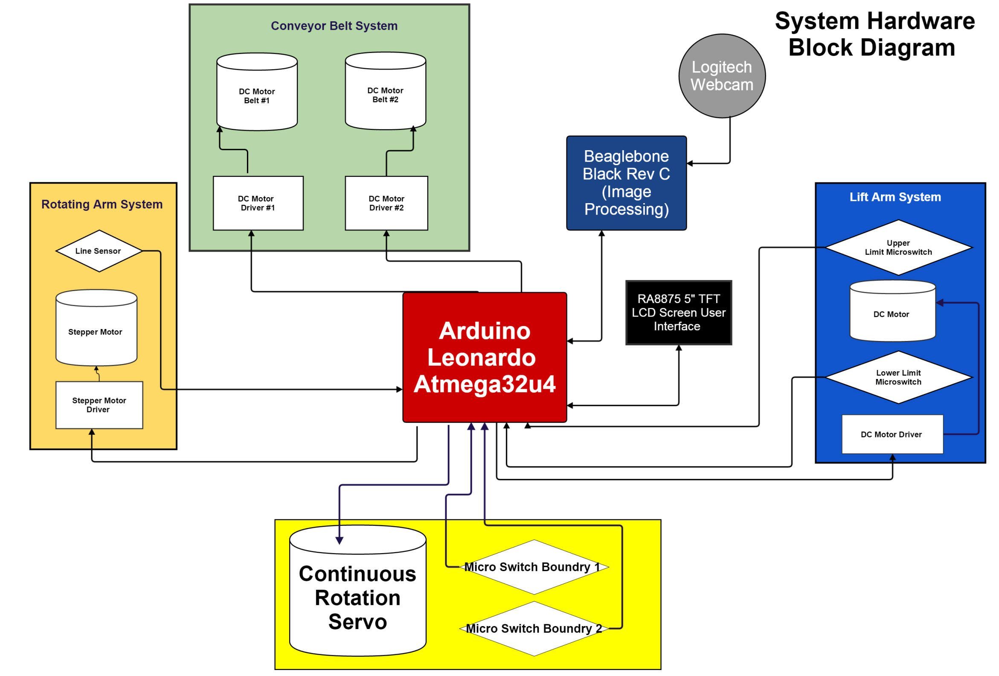 System Hardware
Block Diagram
Conveyor Belt System
DC Motor
Belt #1
DC Motor
Belt #2
DC Motor
Driver #1
DC Motor
Driver #2
Logitech
Webcam
Beaglebone
Black Rev C
(Image
Processing)
Rotating Arm System
Line Sensor
Stepper Motor
Stepper Motor
Driver
Arduino
Leonardo
Atmega32u4
RA8875 5" TFT
LCD Screen User
Interface
Lift Arm System
Upper
Limit Microswitch
DC Motor
Lower Limit
Microswitch
DC Motor Driver
Continuous
Rotation
Servo
Micro Switch Boundry 1
Micro Switch Boundry 2